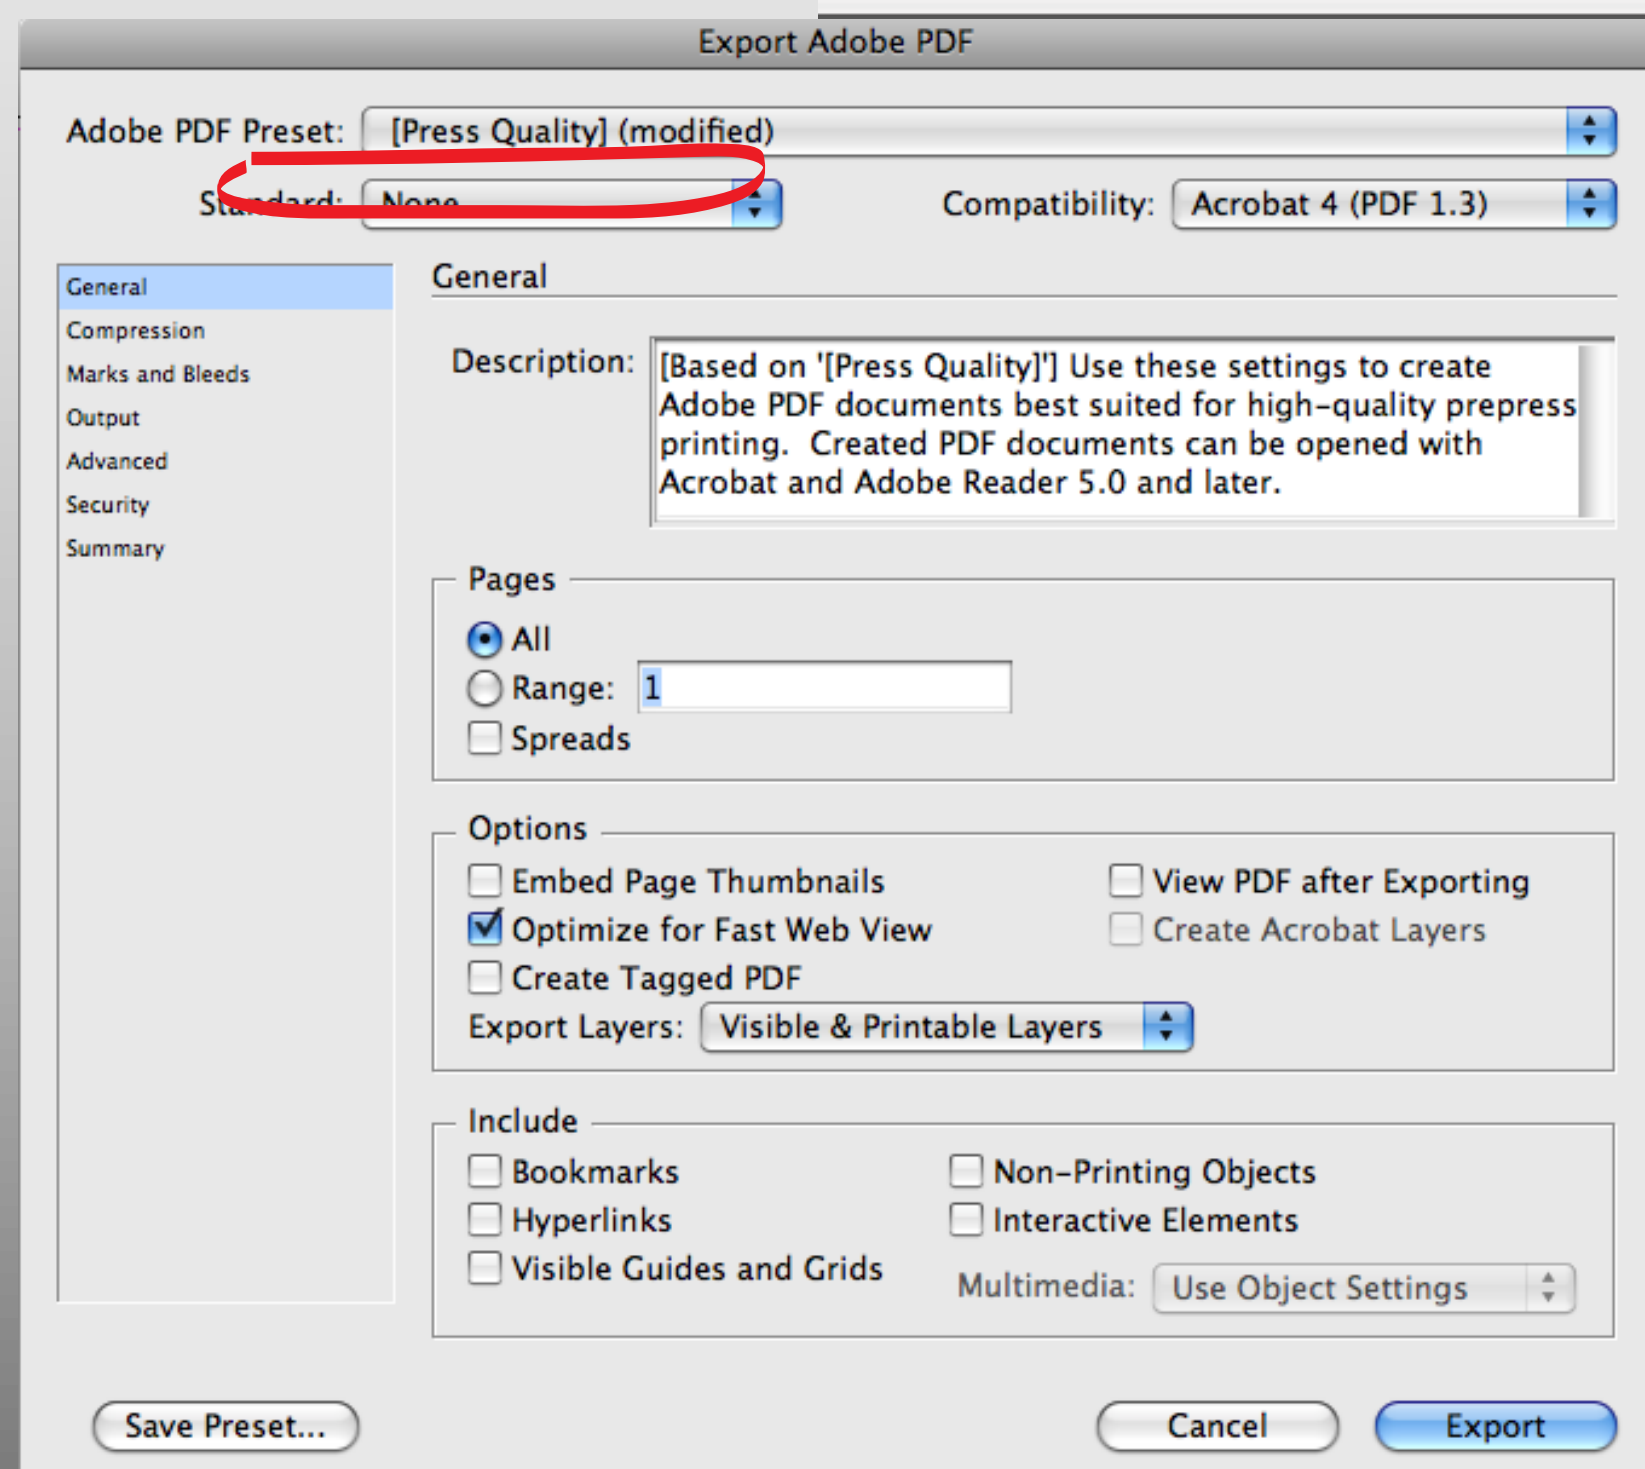 Export Adobe PDF
Adobe PDF Preset: [Press Quality] (modified)
Standard: None Compatibility: Acrobat 4 (PDF 1.3)
General
Compression
Marks and Bleeds
Output
Advanced
Security
Summary
General
Description: [Based on '[Press Quality]'] Use these settings to create
Adobe PDF documents best suited for high-quality prepress
printing.  Created PDF documents can be opened with
Acrobat and Adobe Reader 5.0 and later.
Pages
All
Range: 1
Spreads
Options
Embed Page Thumbnails View PDF after Exporting
Optimize for Fast Web View Create Acrobat Layers
Create Tagged PDF
Export Layers: Visible & Printable Layers
Include
Bookmarks Non-Printing Objects
Hyperlinks Interactive Elements
Visible Guides and Grids
Multimedia: Use Object Settings
Save Preset... Cancel Export